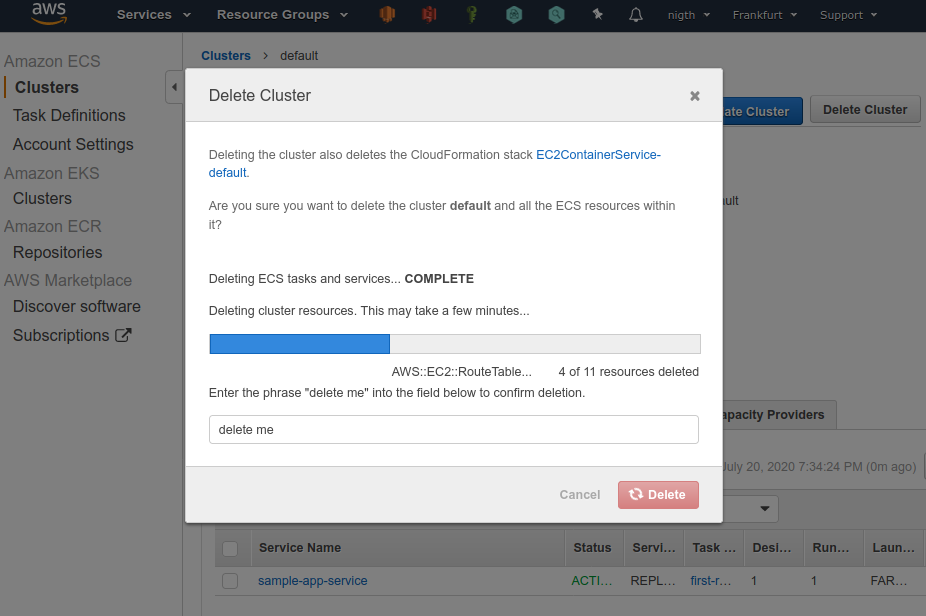 aws Services Resource Groups nigth Frankfurt Support
Amazon ECS
Clusters
Task Definitions
Account Settings
Amazon EKS
Clusters
Amazon ECR
Repositories
AWS Marketplace
Discover software
Subscriptions
Clusters > default
Delete Cluster
ate Cluster Delete Cluster
Deleting the cluster also deletes the CloudFormation stack EC2ContainerService-
default.
Are you sure you want to delete the cluster default and all the ECS resources within
it?
ult
Deleting ECS tasks and services... COMPLETE
Deleting cluster resources. This may take a few minutes...
AWS::EC2::RouteTable... 4 of 11 resources deleted
Enter the phrase "delete me" into the field below to confirm deletion.
delete me
apacity Providers
July 20, 2020 7:34:24 PM (0m ago)
Cancel Delete
Service Name Status Servi... Task ... Desi... Run... Laun...
sample-app-service ACTI... REPL... first-r... 1 1 FAR...